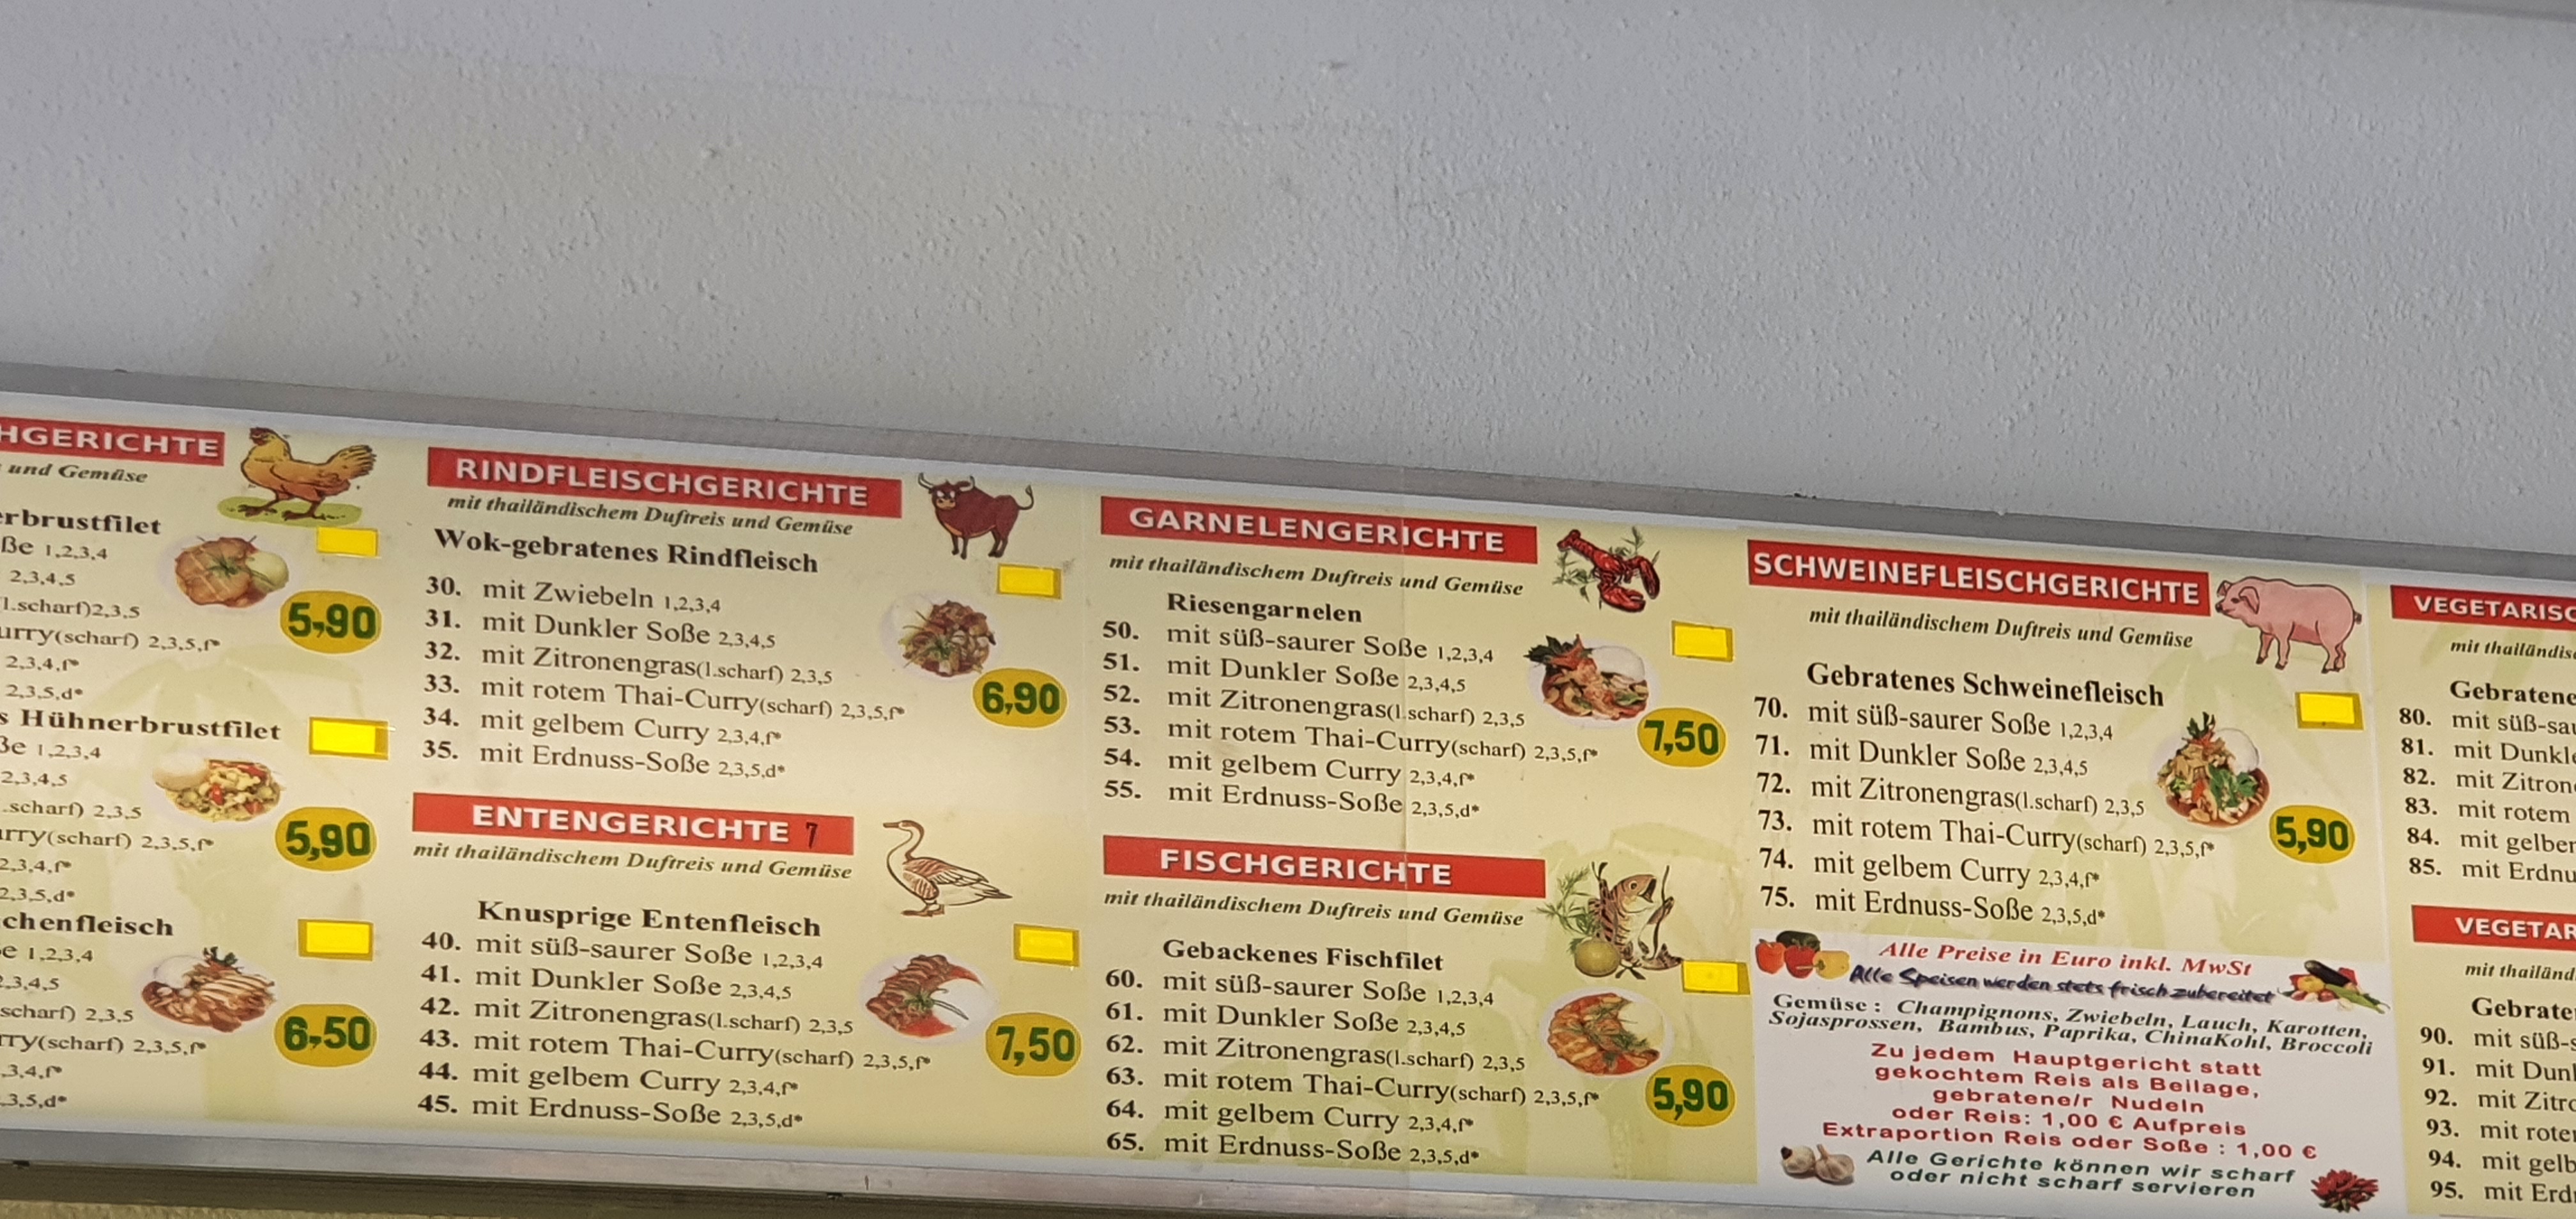 HGERICHTE
und Gemüse
rbrustfilet
ße 1,2,3,4
2,3,4,5
l.scharf)2,3,5
urry(scharf) 2,3,5,f*
2,3,4,f*
2,3,5,d*
5,90
s Hühnerbrustfilet
ße 1,2,3,4
2,3,4,5
.scharf) 2,3,5
urry(scharf) 2,3,5,f*
2,3,4,f*
2,3,5,d*
5,90
chenfleisch
e 1,2,3,4
2,3,4,5
scharf) 2,3,5
rry(scharf) 2,3,5,f*
3,4,f*
3,5,d*
6,50
RINDFLEISCHGERICHTE
mit thailändischem Duftreis und Gemüse
Wok-gebratenes Rindfleisch
30. mit Zwiebeln 1,2,3,4
31. mit Dunkler Soße 2,3,4,5
32. mit Zitronengras(l.scharf) 2,3,5
33. mit rotem Thai-Curry(scharf) 2,3,5,f*
34. mit gelbem Curry 2,3,4,f*
35. mit Erdnuss-Soße 2,3,5,d*
6,90
ENTENGERICHTE 7
mit thailändischem Duftreis und Gemüse
Knusprige Entenfleisch
40. mit süß-saurer Soße 1,2,3,4
41. mit Dunkler Soße 2,3,4,5
42. mit Zitronengras(l.scharf) 2,3,5
43. mit rotem Thai-Curry(scharf) 2,3,5,f*
44. mit gelbem Curry 2,3,4,f*
45. mit Erdnuss-Soße 2,3,5,d*
7,50
GARNELENGERICHTE
mit thailändischem Duftreis und Gemüse
Riesengarnelen
50. mit süß-saurer Soße 1,2,3,4
51. mit Dunkler Soße 2,3,4,5
52. mit Zitronengras(l.scharf) 2,3,5
53. mit rotem Thai-Curry(scharf) 2,3,5,f*
54. mit gelbem Curry 2,3,4,f*
55. mit Erdnuss-Soße 2,3,5,d*
7,50
FISCHGERICHTE
mit thailändischem Duftreis und Gemüse
Gebackenes Fischfilet
60. mit süß-saurer Soße 1,2,3,4
61. mit Dunkler Soße 2,3,4,5
62. mit Zitronengras(l.scharf) 2,3,5
63. mit rotem Thai-Curry(scharf) 2,3,5,f*
64. mit gelbem Curry 2,3,4,f*
65. mit Erdnuss-Soße 2,3,5,d*
5,90
SCHWEINEFLEISCHGERICHTE
mit thailändischem Duftreis und Gemüse
Gebratenes Schweinefleisch
70. mit süß-saurer Soße 1,2,3,4
71. mit Dunkler Soße 2,3,4,5
72. mit Zitronengras(l.scharf) 2,3,5
73. mit rotem Thai-Curry(scharf) 2,3,5,f*
74. mit gelbem Curry 2,3,4,f*
75. mit Erdnuss-Soße 2,3,5,d*
5,90
Alle Preise in Euro inkl. MwSt
Alle Speisen werden stets frisch zubereitet
Gemüse : Champignons, Zwiebeln, Lauch, Karotten,
Sojasprossen, Bambus, Paprika, ChinaKohl, Broccoli
Zu jedem Hauptgericht statt
gekochtem Reis als Beilage,
gebratene/r Nudeln
oder Reis: 1,00 € Aufpreis
Extraportion Reis oder Soße : 1,00 €
Alle Gerichte können wir scharf
oder nicht scharf servieren
VEGETARISC
mit thailändis
Gebratene
80. mit süß-sau
81. mit Dunkle
82. mit Zitron
83. mit rotem
84. mit gelber
85. mit Erdnu
VEGETAR
mit thailänd
Gebrate
90. mit süß-s
91. mit Dunl
92. mit Zitro
93. mit rote
94. mit gelb
95. mit Erd